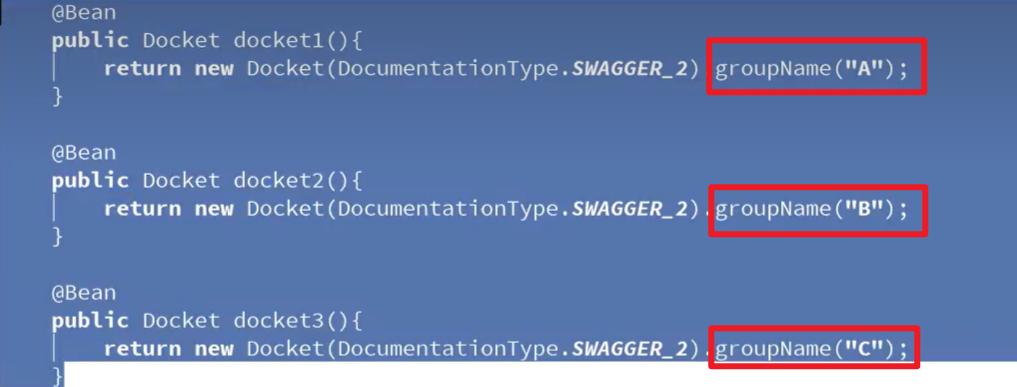 @Bean
public Docket docket1(){
    return new Docket(DocumentationType.SWAGGER_2).groupName("A");
}
@Bean
public Docket docket2(){
    return new Docket(DocumentationType.SWAGGER_2).groupName("B");
}
@Bean
public Docket docket3(){
    return new Docket(DocumentationType.SWAGGER_2).groupName("C");
}